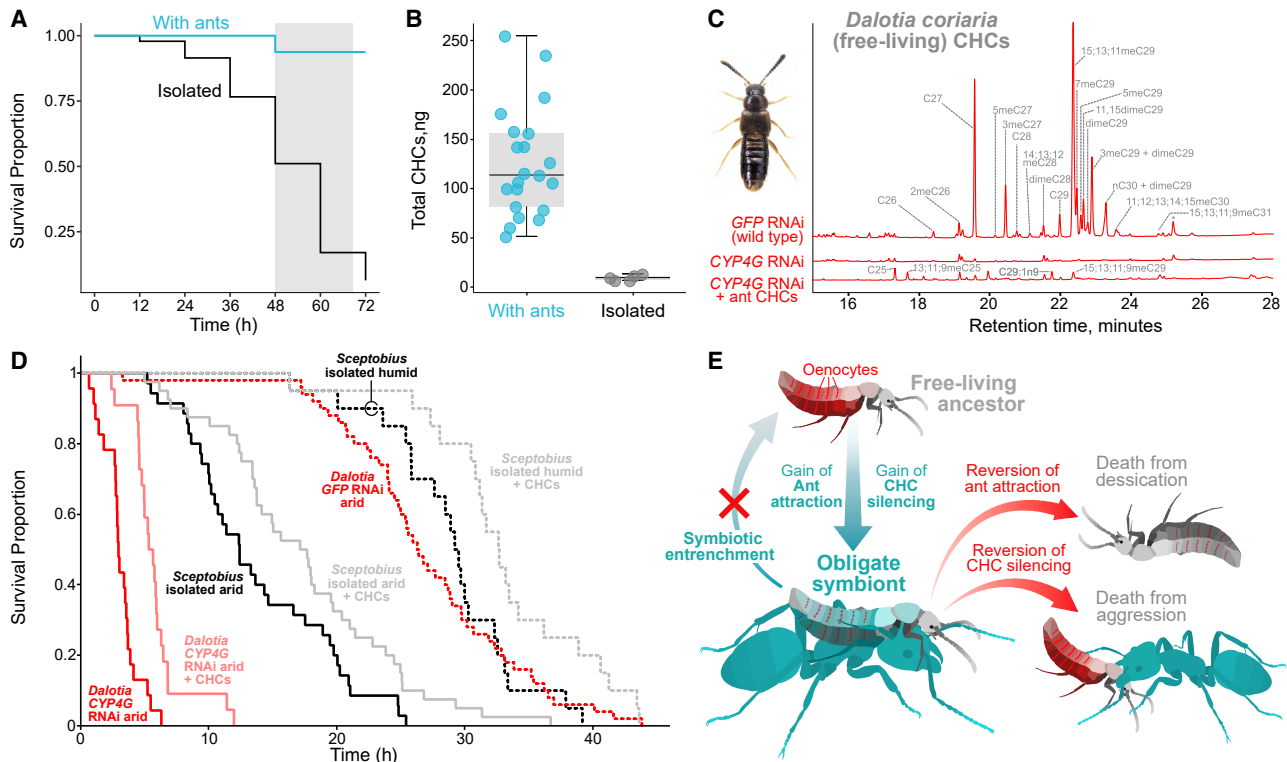 A
With ants
1.00
0.75
0.50
0.25
Isolated
Survival Proportion
0 12 24 36 48 60 72
Time (h)
B
250
200
150
100
50
0
Total CHCs,ng
With ants Isolated
C
Dalotia coriaria
(free-living) CHCs
C26
2meC26
C27
5meC27
3meC27
C28
14;13;12
meC28
dimeC28
C29
15;13;11meC29
7meC29
5meC29
11,15dimeC29
dimeC29
3meC29 + dimeC29
nC30 + dimeC29
11;12;13;14;15meC30
15;13;11;9meC31
*
GFP RNAi
(wild type)
CYP4G RNAi
CYP4G RNAi
+ ant CHCs
C25
13;11;9meC25
C29:1n9
15;13;11;9meC29
16 18 20 22 24 26 28
Retention time, minutes
D
1
0.8
0.6
0.4
0.2
0
Survival Proportion
Sceptobius
isolated humid
Dalotia
GFP RNAi
arid
Sceptobius
isolated humid
+ CHCs
Sceptobius
isolated arid
Sceptobius
isolated arid
+ CHCs
Dalotia
CYP4G
RNAi arid
+ CHCs
Dalotia
CYP4G
RNAi arid
10 20 30 40
Time (h)
E
Oenocytes
Free-living
ancestor
Gain of
Ant
attraction
Gain of
CHC
silencing
Symbiotic
entrenchment
Obligate
symbiont
Reversion of
ant attraction
Death from
dessication
Reversion of
CHC silencing
Death from
aggression